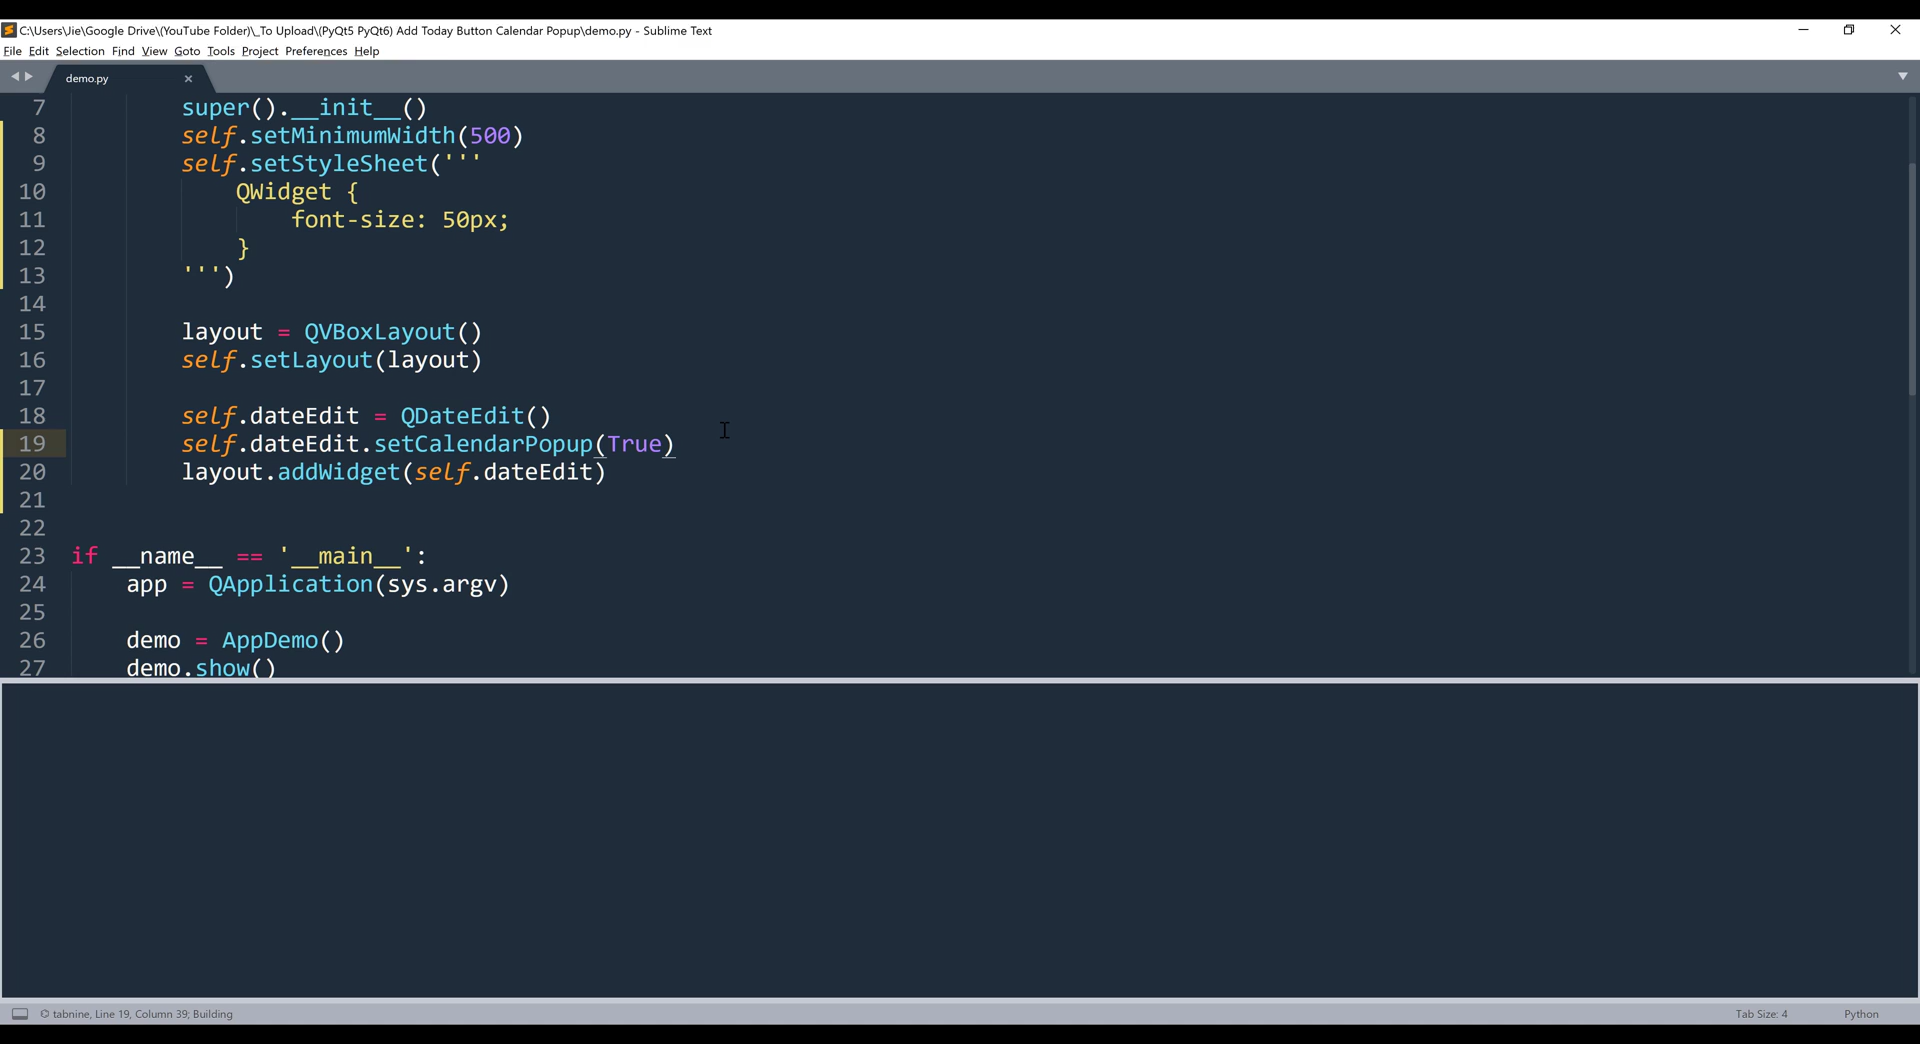 C:\Users\Jie\Google Drive\(YouTube Folder)\_To Upload\(PyQt5 PyQt6) Add Today Button Calendar Popup\demo.py - Sublime Text
File Edit Selection Find View Goto Tools Project Preferences Help
demo.py
7 super().__init__()
8 self.setMinimumWidth(500)
9 self.setStyleSheet('''
10 QWidget {
11 font-size: 50px;
12 }
13 ''')
14
15 layout = QVBoxLayout()
16 self.setLayout(layout)
17
18 self.dateEdit = QDateEdit()
19 self.dateEdit.setCalendarPopup(True)
20 layout.addWidget(self.dateEdit)
21
22
23 if __name__ == '__main__':
24 app = QApplication(sys.argv)
25
26 demo = AppDemo()
27 demo.show()
tabnine, Line 19, Column 39; Building Tab Size: 4 Python